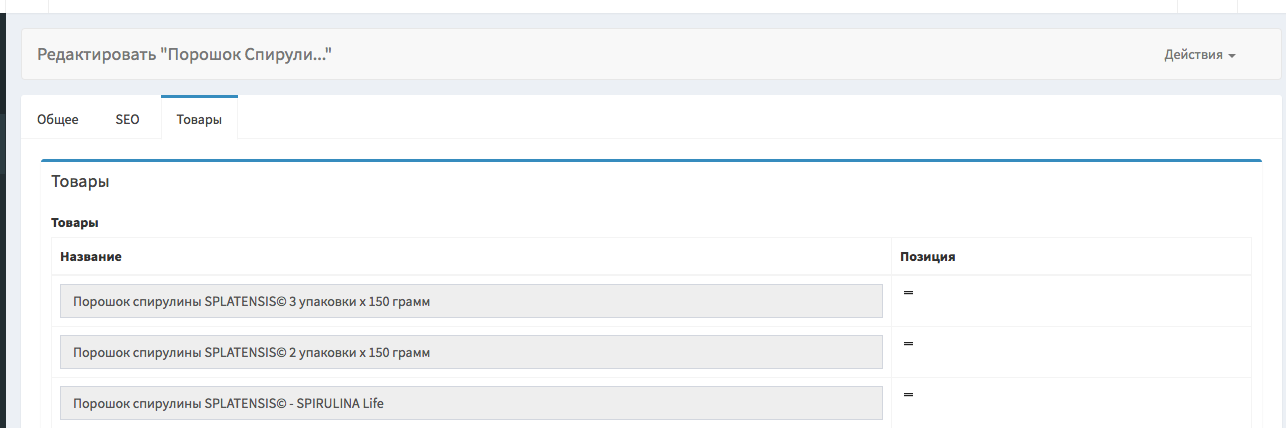 Редактировать "Порошок Спирули..."
Действия
Общее SEO Товары
Товары
Товары
Название Позиция
Порошок спирулины SPLATENSIS© 3 упаковки х 150 грамм
Порошок спирулины SPLATENSIS© 2 упаковки х 150 грамм
Порошок спирулины SPLATENSIS© - SPIRULINA Life